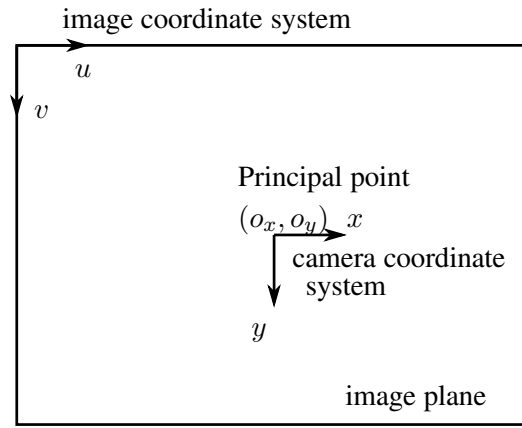 image coordinate system
u
v
Principal point
(o_x, o_y) x
camera coordinate
system
y
image plane